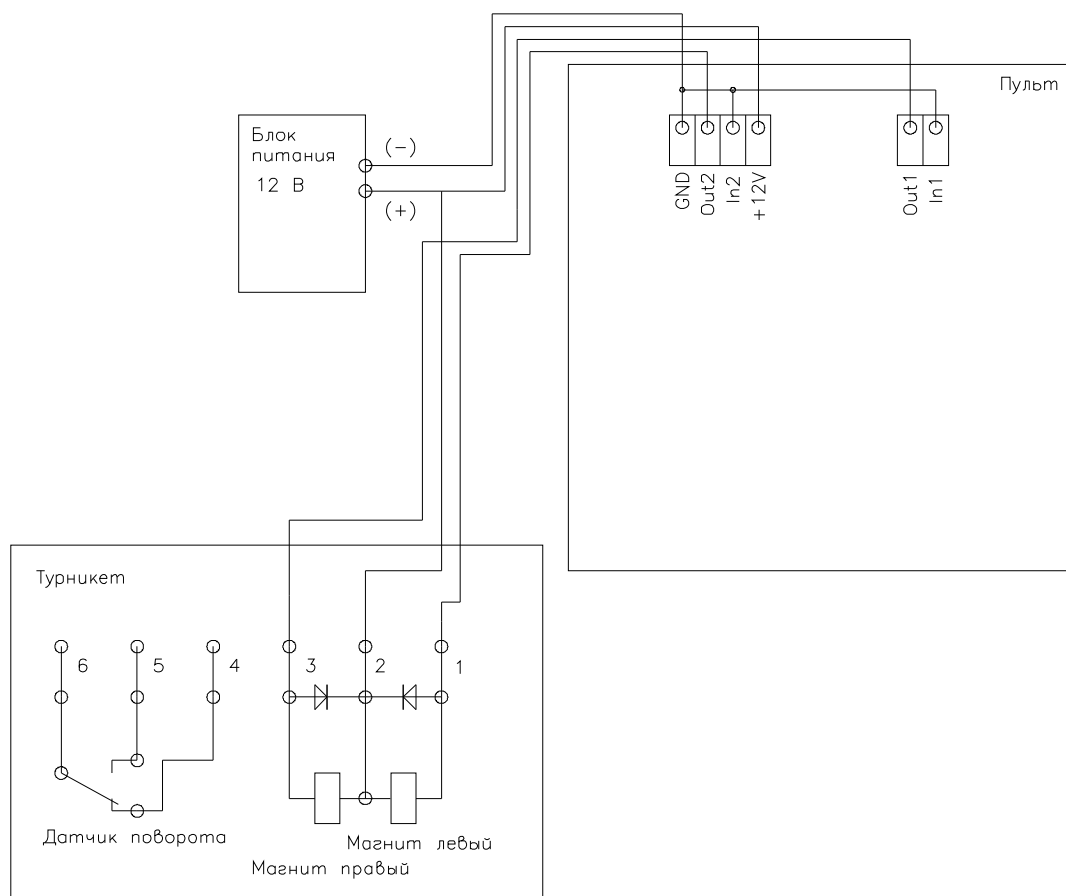 Пульт
Блок
питания
12 В
(-)
(+)
GND
Out2
In2
+12V
Out1
In1
Турникет
6
5
4
3
2
1
Датчик поворота
Магнит левый
Магнит правый